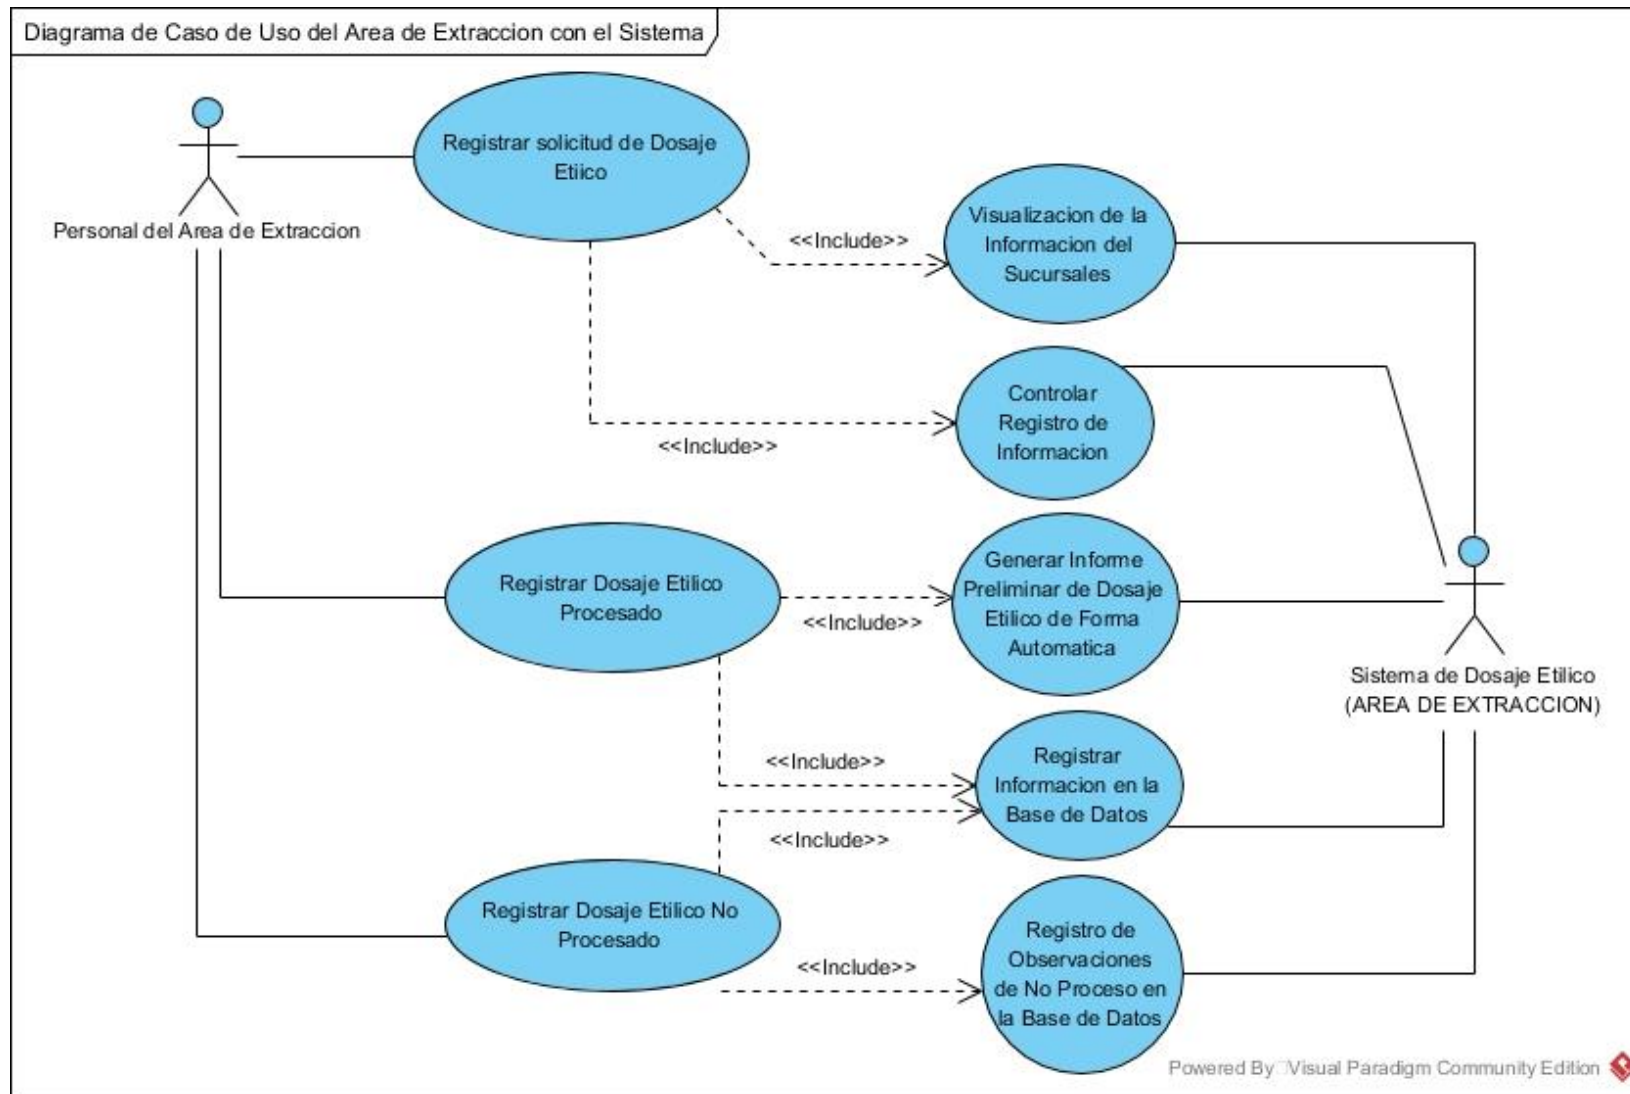 Diagrama de Caso de Uso del Area de Extraccion con el Sistema
Registrar solicitud de Dosaje
Etiico
Personal del Area de Extraccion
<<Include>>
Visualizacion de la
Informacion del
Sucursales
<<Include>>
Controlar
Registro de
Informacion
Registrar Dosaje Etilico
Procesado
<<Include>>
Generar Informe
Preliminar de Dosaje
Etilico de Forma
Automatica
Sistema de Dosaje Etilico
(AREA DE EXTRACCION)
<<Include>>
Registrar
Informacion en la
Base de Datos
<<Include>>
Registrar Dosaje Etilico No
Procesado
<<Include>>
Registro de
Observaciones
de No Proceso en
la Base de Datos
Powered By Visual Paradigm Community Edition